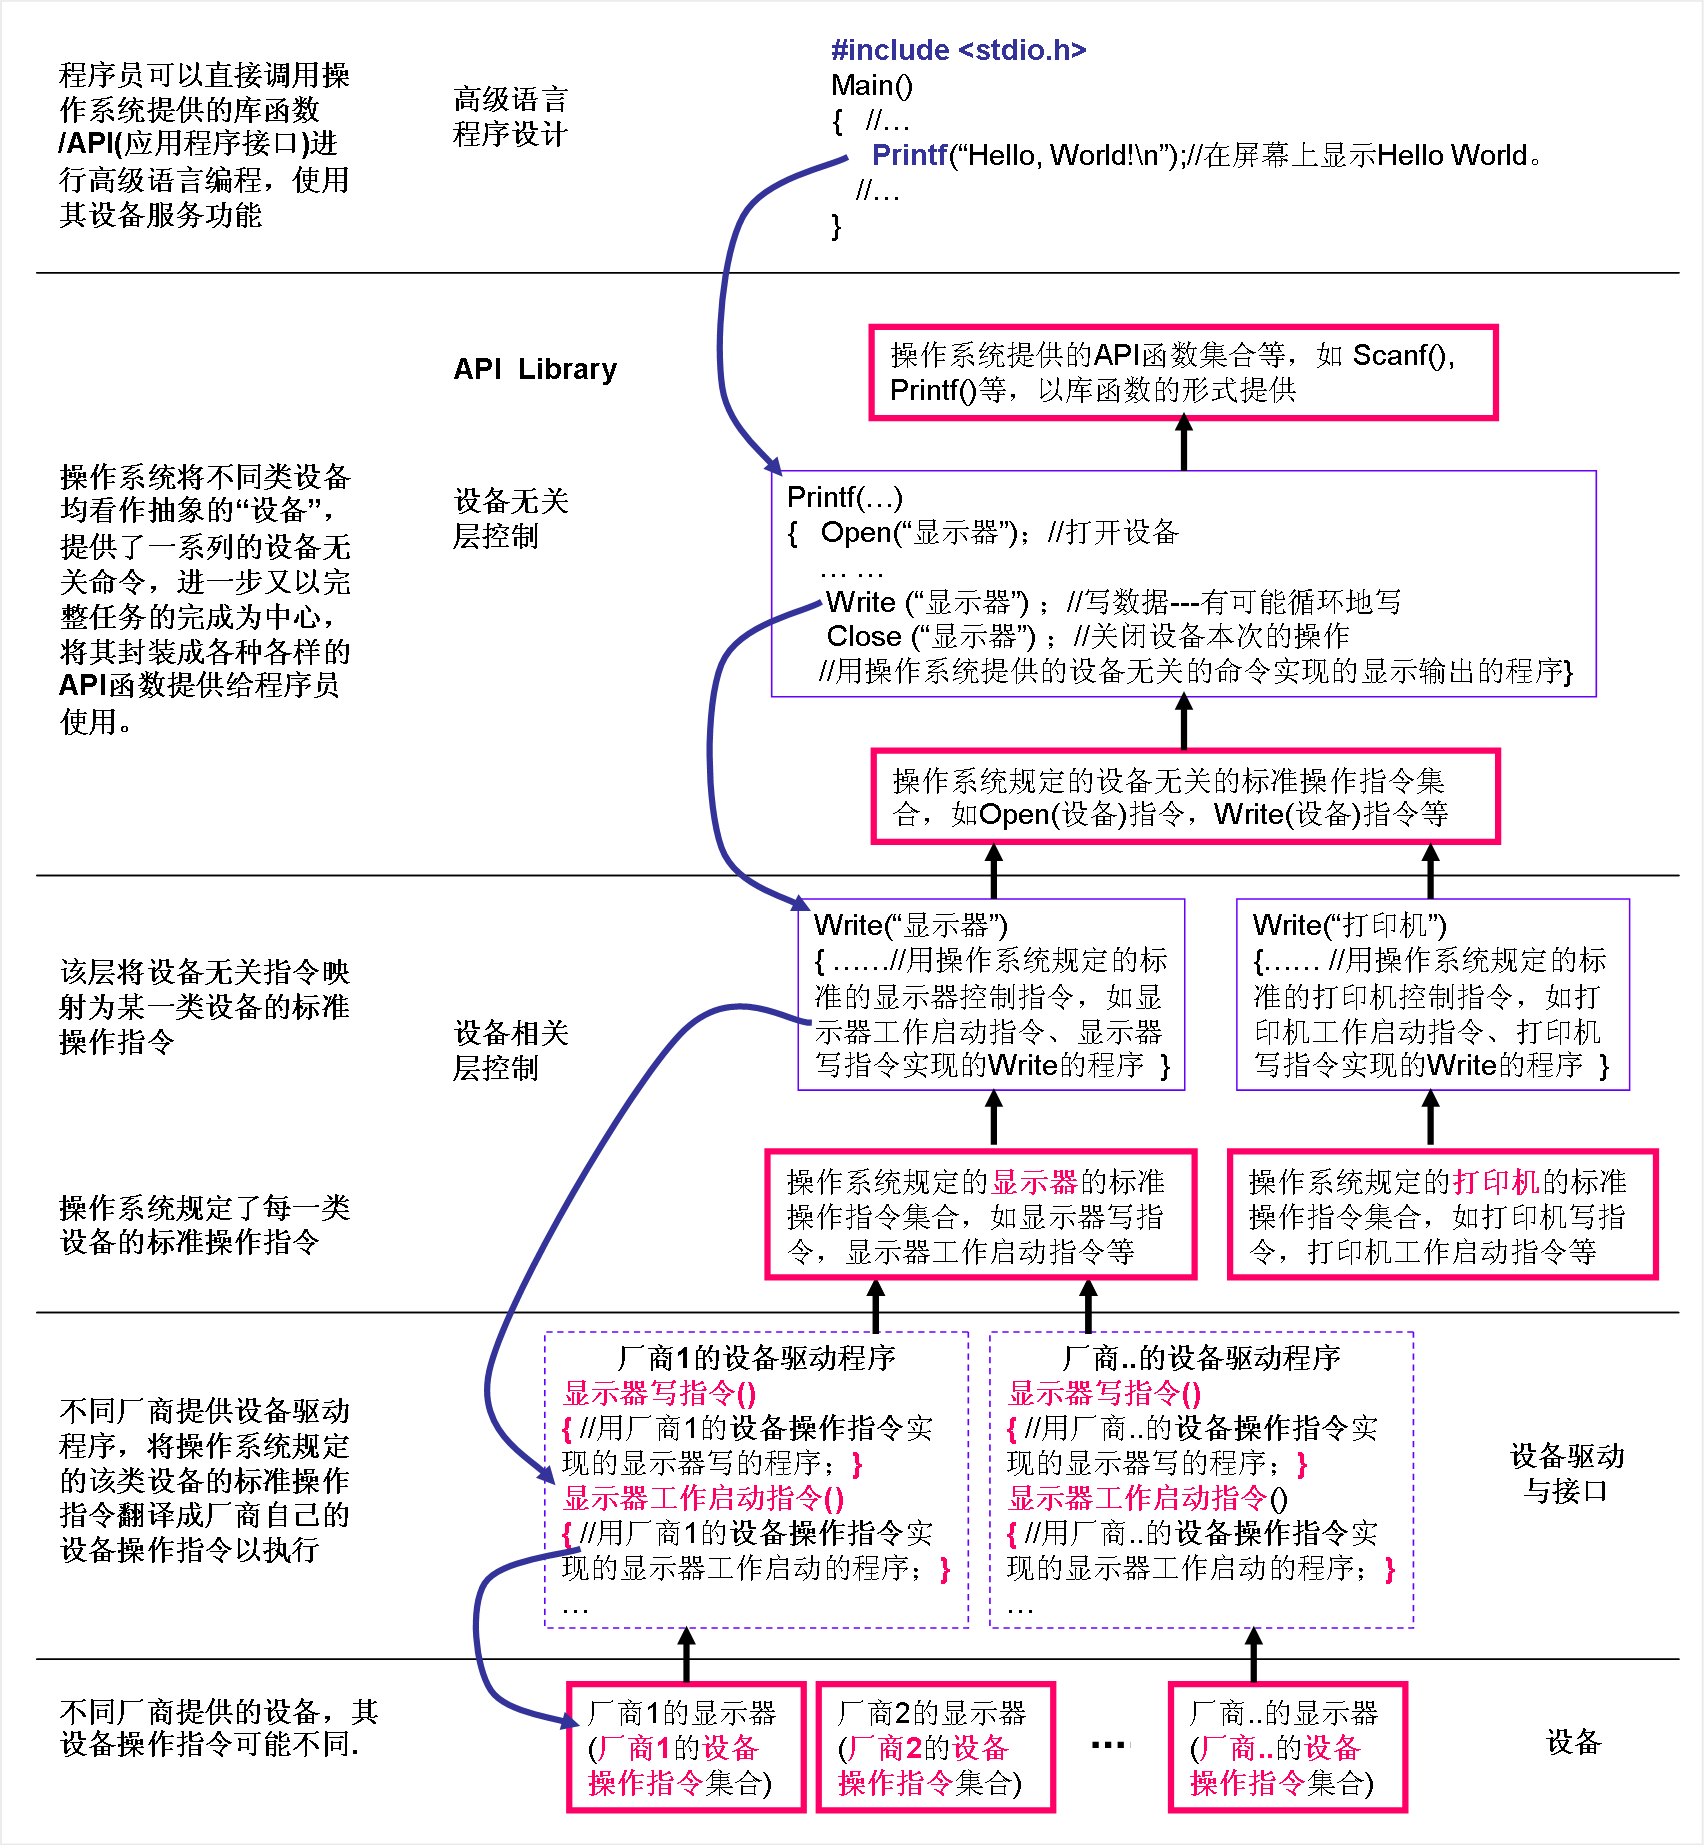 程序员可以直接调用操
作系统提供的库函数
/API(应用程序接口)进
行高级语言编程，使用
其设备服务功能
高级语言
程序设计
#include <stdio.h>
Main()
{ //…
Printf(“Hello, World!\n”);//在屏幕上显示Hello World。
//…
}
API Library
操作系统提供的API函数集合等，如 Scanf(),
Printf()等，以库函数的形式提供
操作系统将不同类设备
均看作抽象的“设备”，
提供了一系列的设备无
关命令，进一步又以完
整任务的完成为中心，
将其封装成各种各样的
API函数提供给程序员
使用。
设备无关
层控制
Printf(…)
{ Open(“显示器”)；//打开设备
… …
Write (“显示器”) ；//写数据---有可能循环地写
Close (“显示器”) ；//关闭设备本次的操作
//用操作系统提供的设备无关的命令实现的显示输出的程序}
操作系统规定的设备无关的标准操作指令集
合，如Open(设备)指令，Write(设备)指令等
该层将设备无关指令映
射为某一类设备的标准
操作指令
设备相关
层控制
Write(“显示器”)
{ ……//用操作系统规定的标
准的显示器控制指令，如显
示器工作启动指令、显示器
写指令实现的Write的程序 }
Write(“打印机”)
{…… //用操作系统规定的标
准的打印机控制指令，如打
印机工作启动指令、打印机
写指令实现的Write的程序 }
操作系统规定了每一类
设备的标准操作指令
操作系统规定的显示器的标准
操作指令集合，如显示器写指
令，显示器工作启动指令等
操作系统规定的打印机的标准
操作指令集合，如打印机写指
令，打印机工作启动指令等
不同厂商提供设备驱动
程序，将操作系统规定
的该类设备的标准操作
指令翻译成厂商自己的
设备操作指令以执行
厂商1的设备驱动程序
显示器写指令()
{ //用厂商1的设备操作指令实
现的显示器写的程序；}
显示器工作启动指令()
{ //用厂商1的设备操作指令实
现的显示器工作启动的程序；}
…
厂商..的设备驱动程序
显示器写指令()
{ //用厂商..的设备操作指令实
现的显示器写的程序；}
显示器工作启动指令()
{ //用厂商..的设备操作指令实
现的显示器工作启动的程序；}
…
设备驱动
与接口
不同厂商提供的设备，其
设备操作指令可能不同.
厂商1的显示器
(厂商1的设备
操作指令集合)
厂商2的显示器
(厂商2的设备
操作指令集合)
····
厂商..的显示器
(厂商..的设备
操作指令集合)
设备